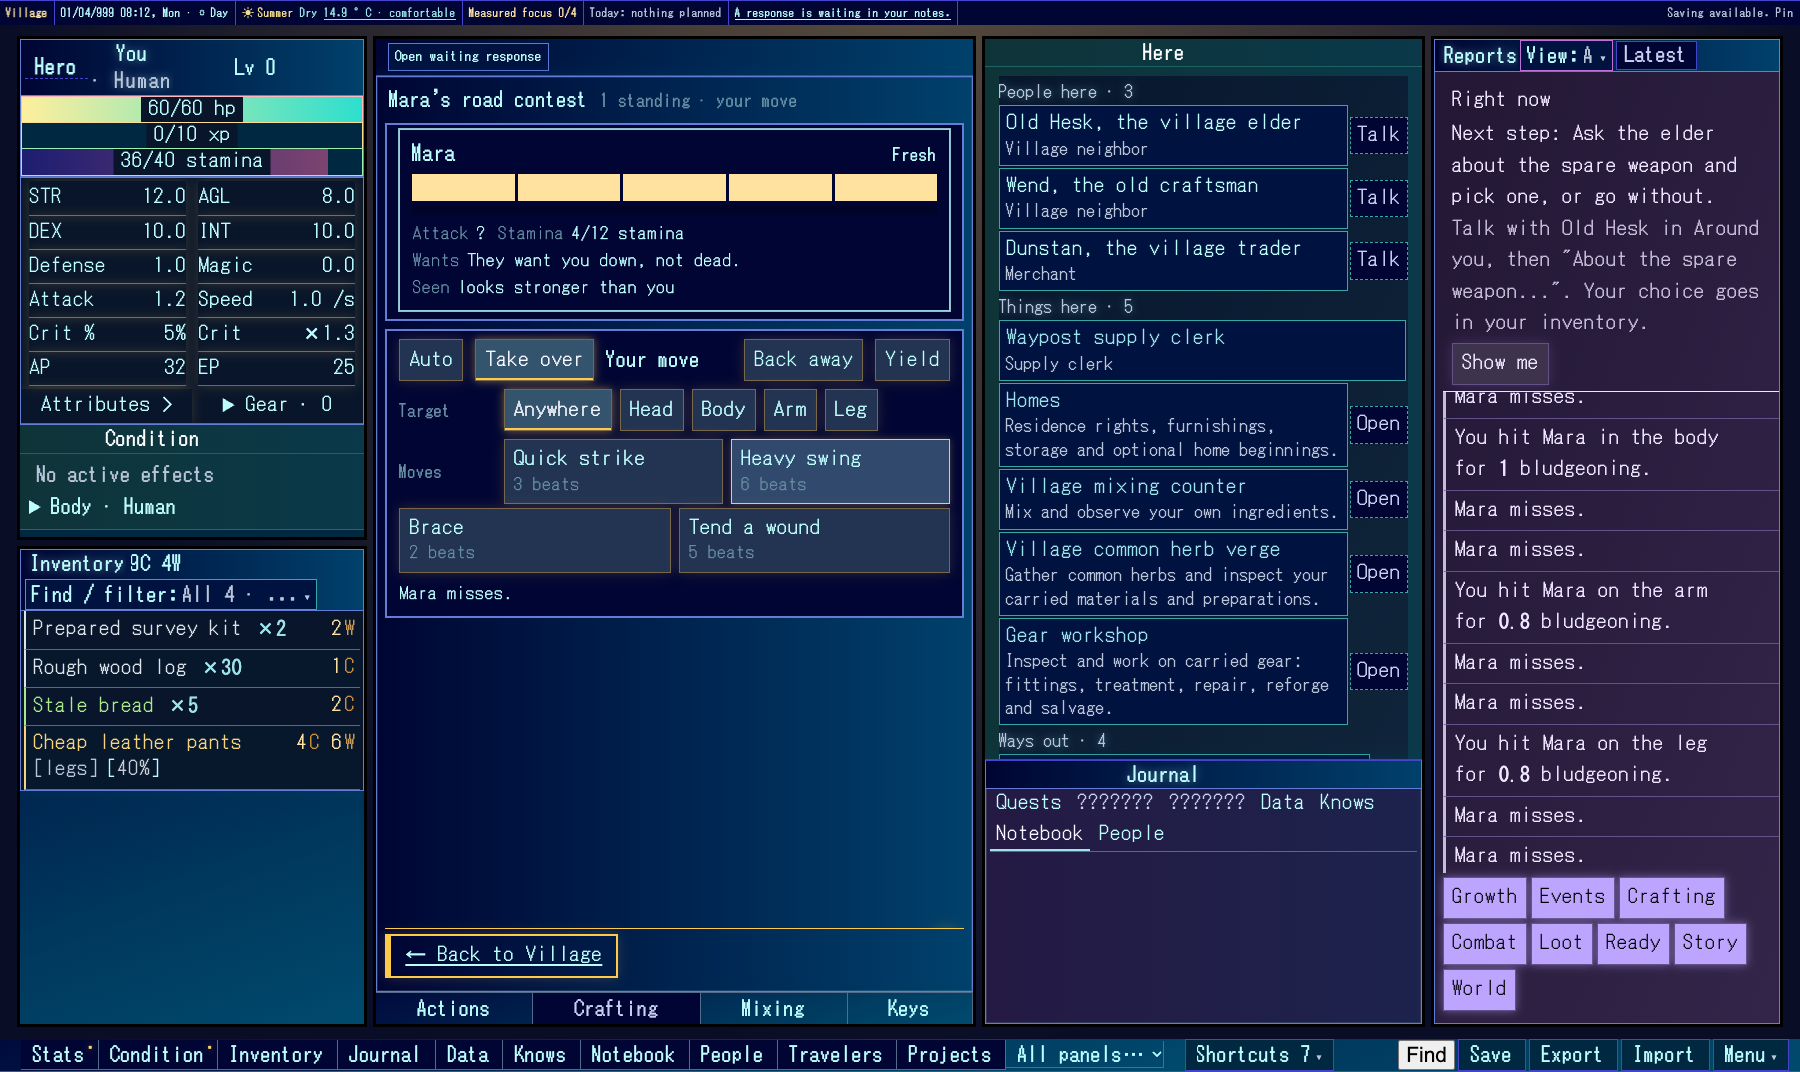 Village 01/04/999 08:12, Mon · ¤ Day ☀ Summer Dry 14.9 ° C · comfortable Measured focus 0/4 Today: nothing planned A response is waiting in your notes. Saving available. Pin
Hero · You Human Lv 0
60/60 hp
0/10 xp
36/40 stamina
STR 12.0 AGL 8.0
DEX 10.0 INT 10.0
Defense 1.0 Magic 0.0
Attack 1.2 Speed 1.0 /s
Crit % 5% Crit ×1.3
AP 32 EP 25
Attributes > ▶ Gear · 0
Condition
No active effects
▶ Body · Human
Inventory 9C 4W
Find / filter: All 4 · ... ▾
Prepared survey kit ×2 2W
Rough wood log ×30 1C
Stale bread ×5 2C
Cheap leather pants 4C 6W
[legs] [40%]
Open waiting response
Mara's road contest 1 standing · your move
Mara Fresh
Attack ? Stamina 4/12 stamina
Wants They want you down, not dead.
Seen looks stronger than you
Auto Take over Your move Back away Yield
Target Anywhere Head Body Arm Leg
Moves Quick strike 3 beats Heavy swing 6 beats
Brace 2 beats Tend a wound 5 beats
Mara misses.
← Back to Village
Actions Crafting Mixing Keys
Here
People here · 3
Old Hesk, the village elder Talk
Village neighbor
Wend, the old craftsman Talk
Village neighbor
Dunstan, the village trader Talk
Merchant
Things here · 5
Waypost supply clerk
Supply clerk
Homes Open
Residence rights, furnishings,
storage and optional home beginnings.
Village mixing counter Open
Mix and observe your own ingredients.
Village common herb verge Open
Gather common herbs and inspect your
carried materials and preparations.
Gear workshop Open
Inspect and work on carried gear:
fittings, treatment, repair, reforge
and salvage.
Ways out · 4
Journal
Quests ??????? ??????? Data Knows
Notebook People
Reports View: A ▾ Latest
Right now
Next step: Ask the elder
about the spare weapon and
pick one, or go without.
Talk with Old Hesk in Around
you, then "About the spare
weapon...". Your choice goes
in your inventory.
Show me
Mara misses.
You hit Mara in the body
for 1 bludgeoning.
Mara misses.
Mara misses.
You hit Mara on the arm
for 0.8 bludgeoning.
Mara misses.
Mara misses.
You hit Mara on the leg
for 0.8 bludgeoning.
Mara misses.
Mara misses.
Growth Events Crafting
Combat Loot Ready Story
World
Stats Condition Inventory Journal Data Knows Notebook People Travelers Projects All panels… Shortcuts 7 ▾ Find Save Export Import Menu ▾